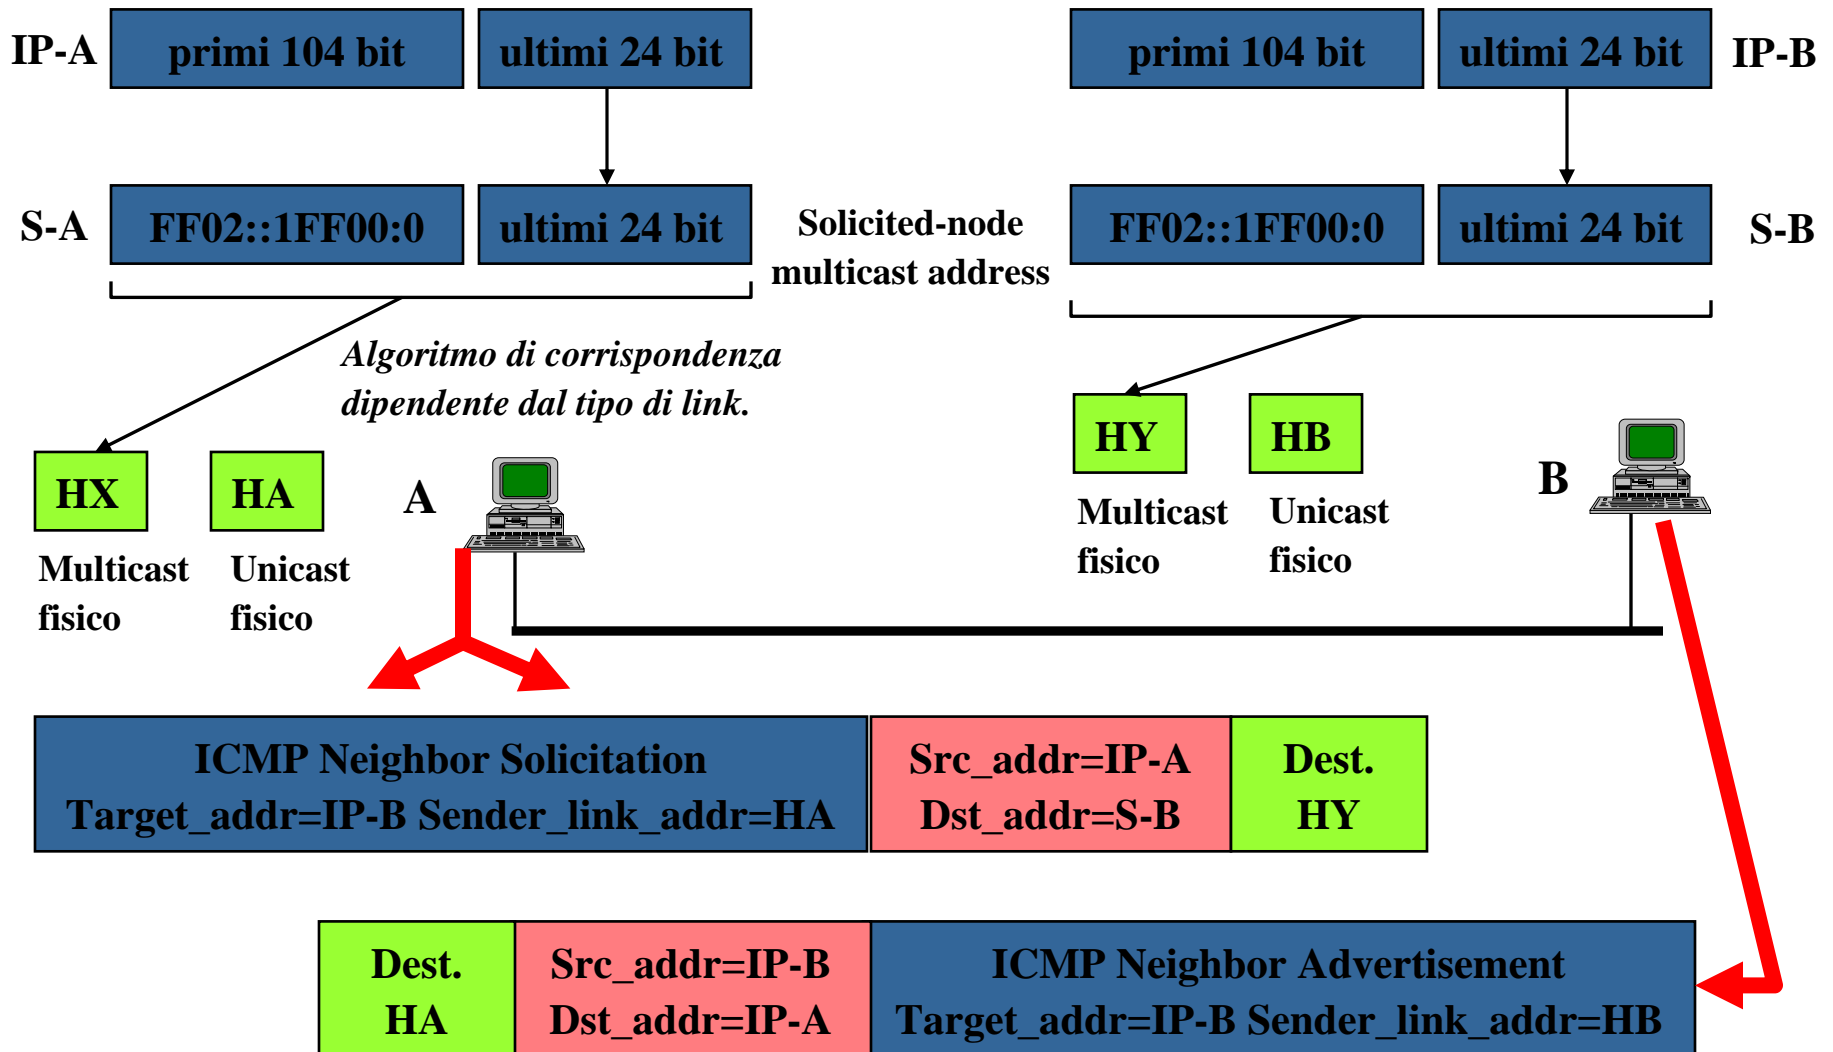 IP-A primi 104 bit ultimi 24 bit
primi 104 bit ultimi 24 bit IP-B
S-A FF02::1FF00:0 ultimi 24 bit
Solicited-node
multicast address
FF02::1FF00:0 ultimi 24 bit S-B
Algoritmo di corrispondenza
dipendente dal tipo di link.
HX
HA
A
Multicast
fisico
Unicast
fisico
HY
HB
B
Multicast
fisico
Unicast
fisico
ICMP Neighbor Solicitation
Target_addr=IP-B Sender_link_addr=HA
Src_addr=IP-A
Dst_addr=S-B
Dest.
HY
Dest.
HA
Src_addr=IP-B
Dst_addr=IP-A
ICMP Neighbor Advertisement
Target_addr=IP-B Sender_link_addr=HB